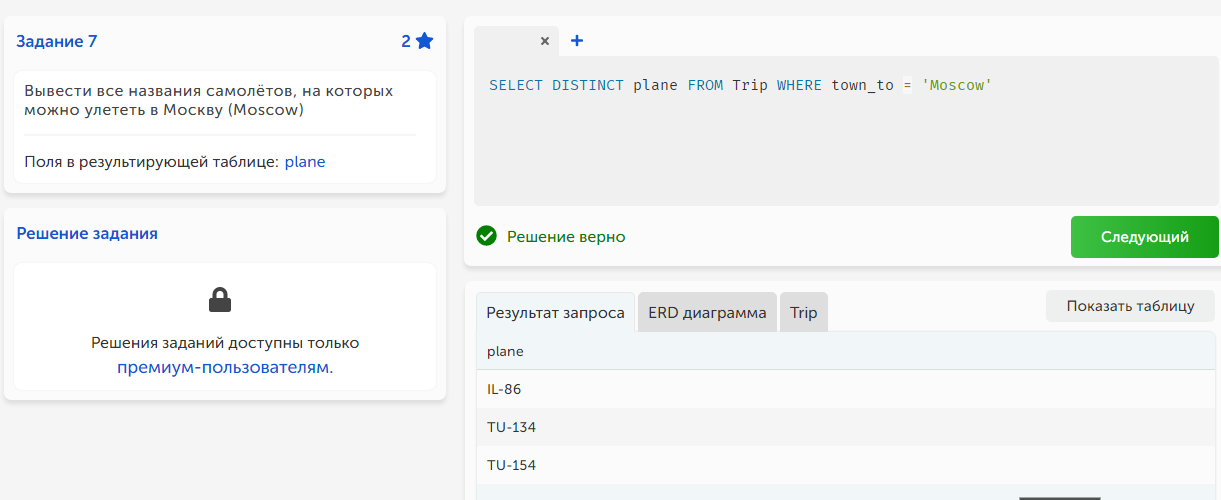 Задание 7
2
Вывести все названия самолётов, на которых
можно улететь в Москву (Moscow)
Поля в результирующей таблице: plane
Решение задания
Решения заданий доступны только
премиум-пользователям.
×
+
SELECT DISTINCT plane FROM Trip WHERE town_to = 'Moscow'
Решение верно
Следующий
Результат запроса
ERD диаграмма
Trip
Показать таблицу
plane
IL-86
TU-134
TU-154